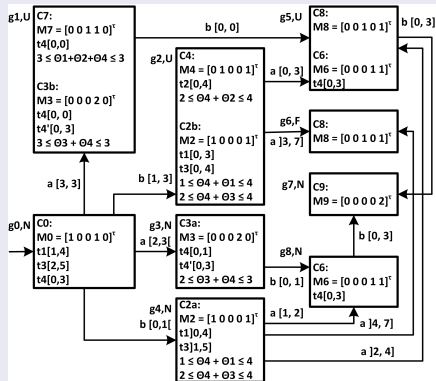 g1,U
C7:
M7 = [0 0 1 1 0]τ
t4[0,0]
3 ≤ Θ1+Θ2+Θ4 ≤ 3
C3b:
M3 = [0 0 0 2 0]τ
t4[0, 0]
t4'[0, 3]
3 ≤ Θ3 + Θ4 ≤ 3
b [0, 0]
g2,U
C4:
M4 = [0 1 0 0 1]τ
t2[0,4]
2 ≤ Θ4 + Θ2 ≤ 4
C2b:
M2 = [1 0 0 0 1]τ
t1[0, 3]
t3[0, 4]
1 ≤ Θ4 + Θ1 ≤ 4
2 ≤ Θ4 + Θ3 ≤ 4
g5,U
C8:
M8 = [0 0 1 0 1]τ
C6:
M6 = [0 0 0 1 1]τ
t4[0,3]
b [0, 3]
a [0, 3]
g6,F
a ]3, 7]
C8:
M8 = [0 0 1 0 1]τ
g7,N
C9:
M9 = [0 0 0 0 2]τ
a [3, 3]
b [1, 3]
g0,N
C0:
M0 = [1 0 0 1 0]τ
t1[1,4]
t3[2,5]
t4[0,3]
a [2,3[
g3,N
C3a:
M3 = [0 0 0 2 0]τ
t4[0,1]
t4'[0,3]
2 ≤ Θ3 + Θ4 ≤ 3
b [0, 3]
g8,N
b [0, 1]
C6:
M6 = [0 0 0 1 1]τ
t4[0,3]
b [0,1[
g4,N
C2a:
M2 = [1 0 0 0 1]τ
t1]0,4]
t3]1,5]
1 ≤ Θ4 + Θ1 ≤ 4
2 ≤ Θ4 + Θ3 ≤ 4
a [1, 2]
a ]4, 7]
a ]2, 4]